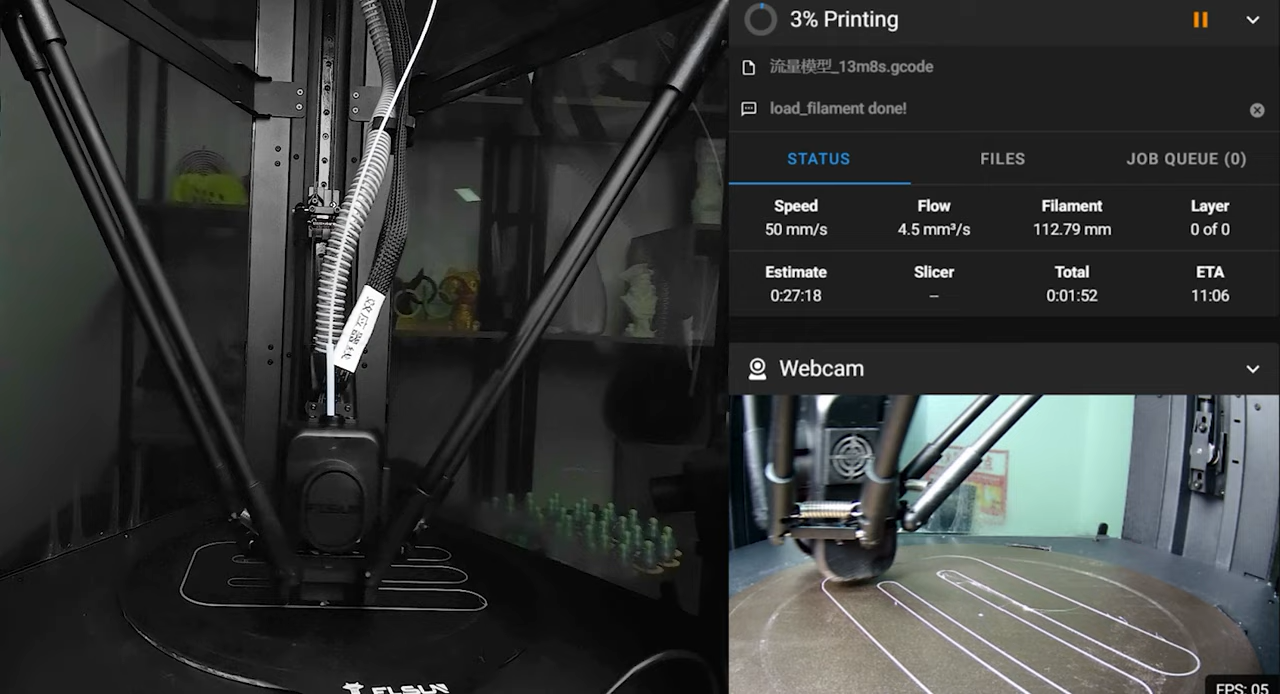 3% Printing
流量模型_13m8s.gcode
load_filament done!
STATUS
FILES
JOB QUEUE (0)
Speed
Flow
Filament
Layer
50 mm/s
4.5 mm³/s
112.79 mm
0 of 0
Estimate
Slicer
Total
ETA
0:27:18
–
0:01:52
11:06
Webcam
FPS: 05
FLSUN